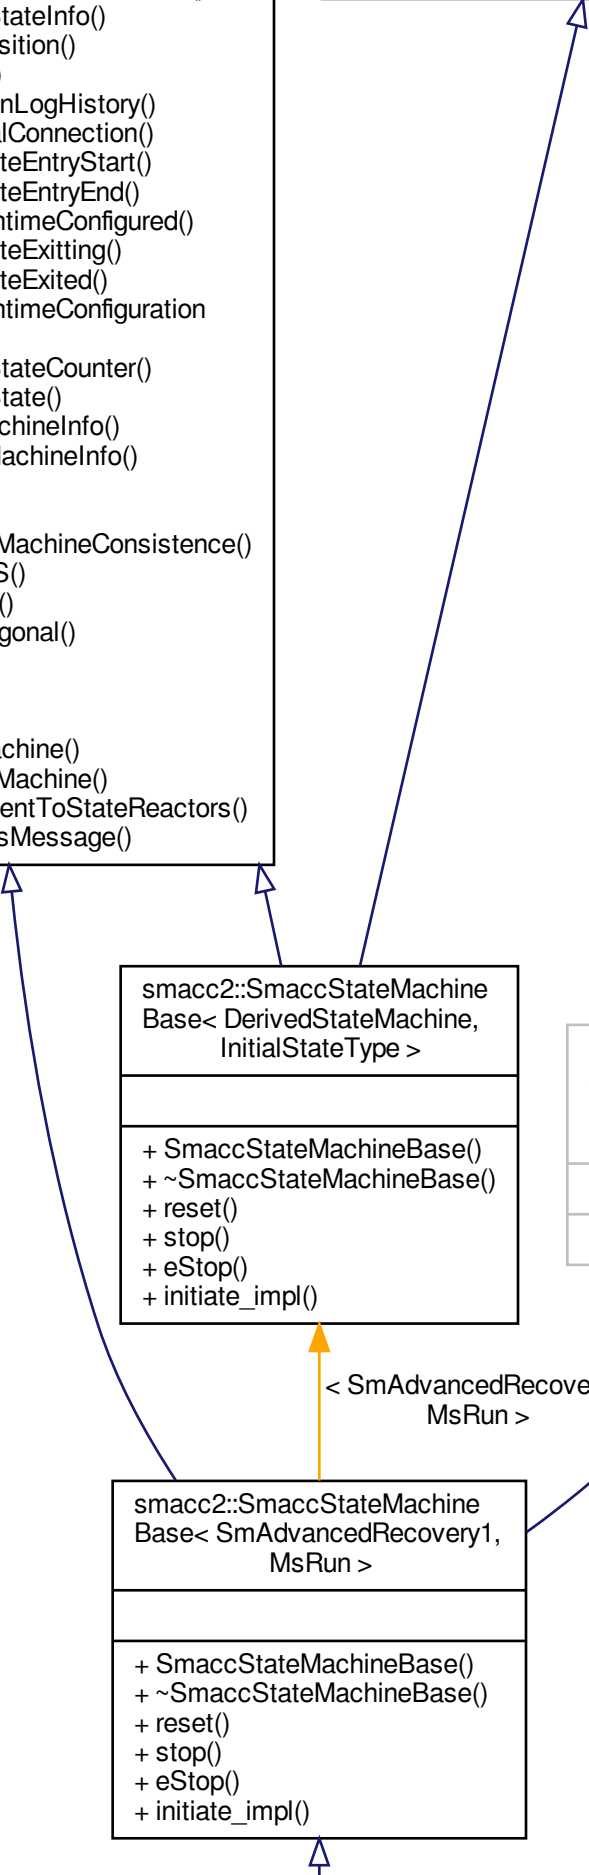 tateInfo()
sition()
)
nLogHistory()
lConnection()
teEntryStart()
teEntryEnd()
ntimeConfigured()
teExitting()
teExited()
ntimeConfiguration
tateCounter()
tate()
chineInfo()
achineInfo()
MachineConsistence()
S()
()
gonal()
achine()
Machine()
entToStateReactors()
sMessage()
smacc2::SmaccStateMachine
Base< DerivedStateMachine,
InitialStateType >
+ SmaccStateMachineBase()
+ ~SmaccStateMachineBase()
+ reset()
+ stop()
+ eStop()
+ initiate_impl()
< SmAdvancedRecove
MsRun >
smacc2::SmaccStateMachine
Base< SmAdvancedRecovery1,
MsRun >
+ SmaccStateMachineBase()
+ ~SmaccStateMachineBase()
+ reset()
+ stop()
+ eStop()
+ initiate_impl()